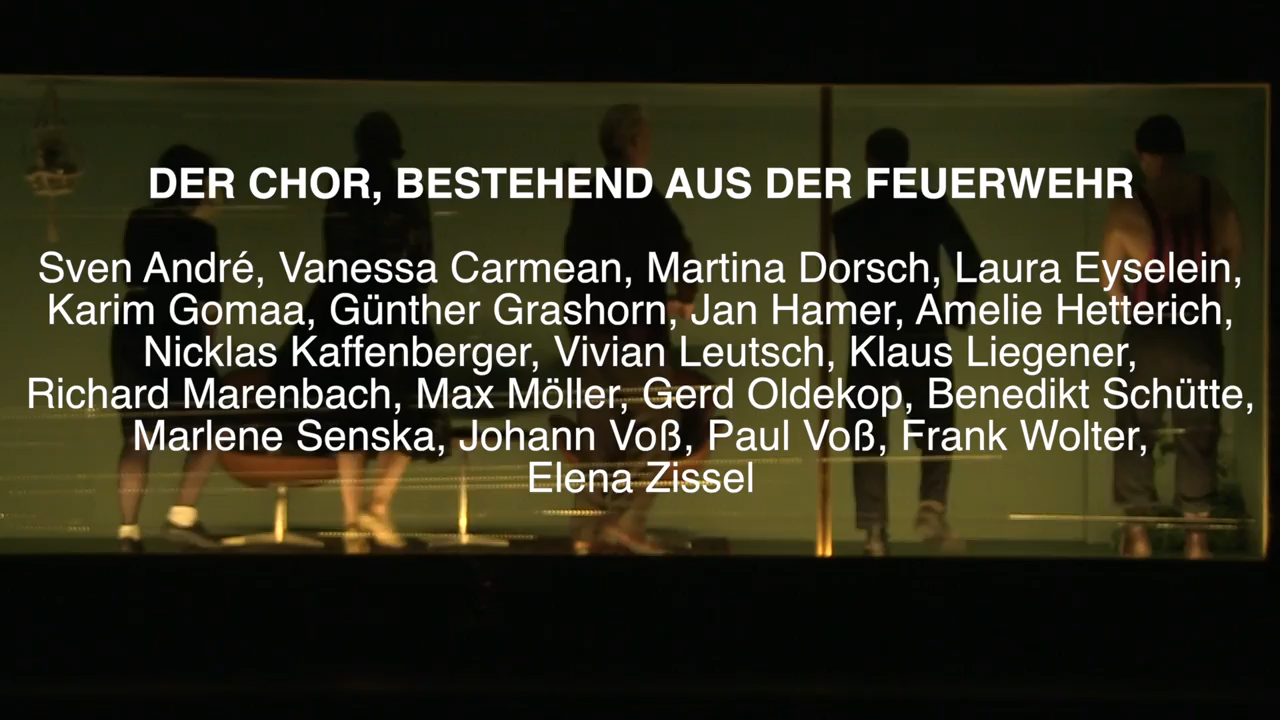 DER CHOR, BESTEHEND AUS DER FEUERWEHR
Sven André, Vanessa Carmean, Martina Dorsch, Laura Eyselein,
Karim Gomaa, Günther Grashorn, Jan Hamer, Amelie Hetterich,
Nicklas Kaffenberger, Vivian Leutsch, Klaus Liegener,
Richard Marenbach, Max Möller, Gerd Oldekop, Benedikt Schütte,
Marlene Senska, Johann Voß, Paul Voß, Frank Wolter,
Elena Zissel